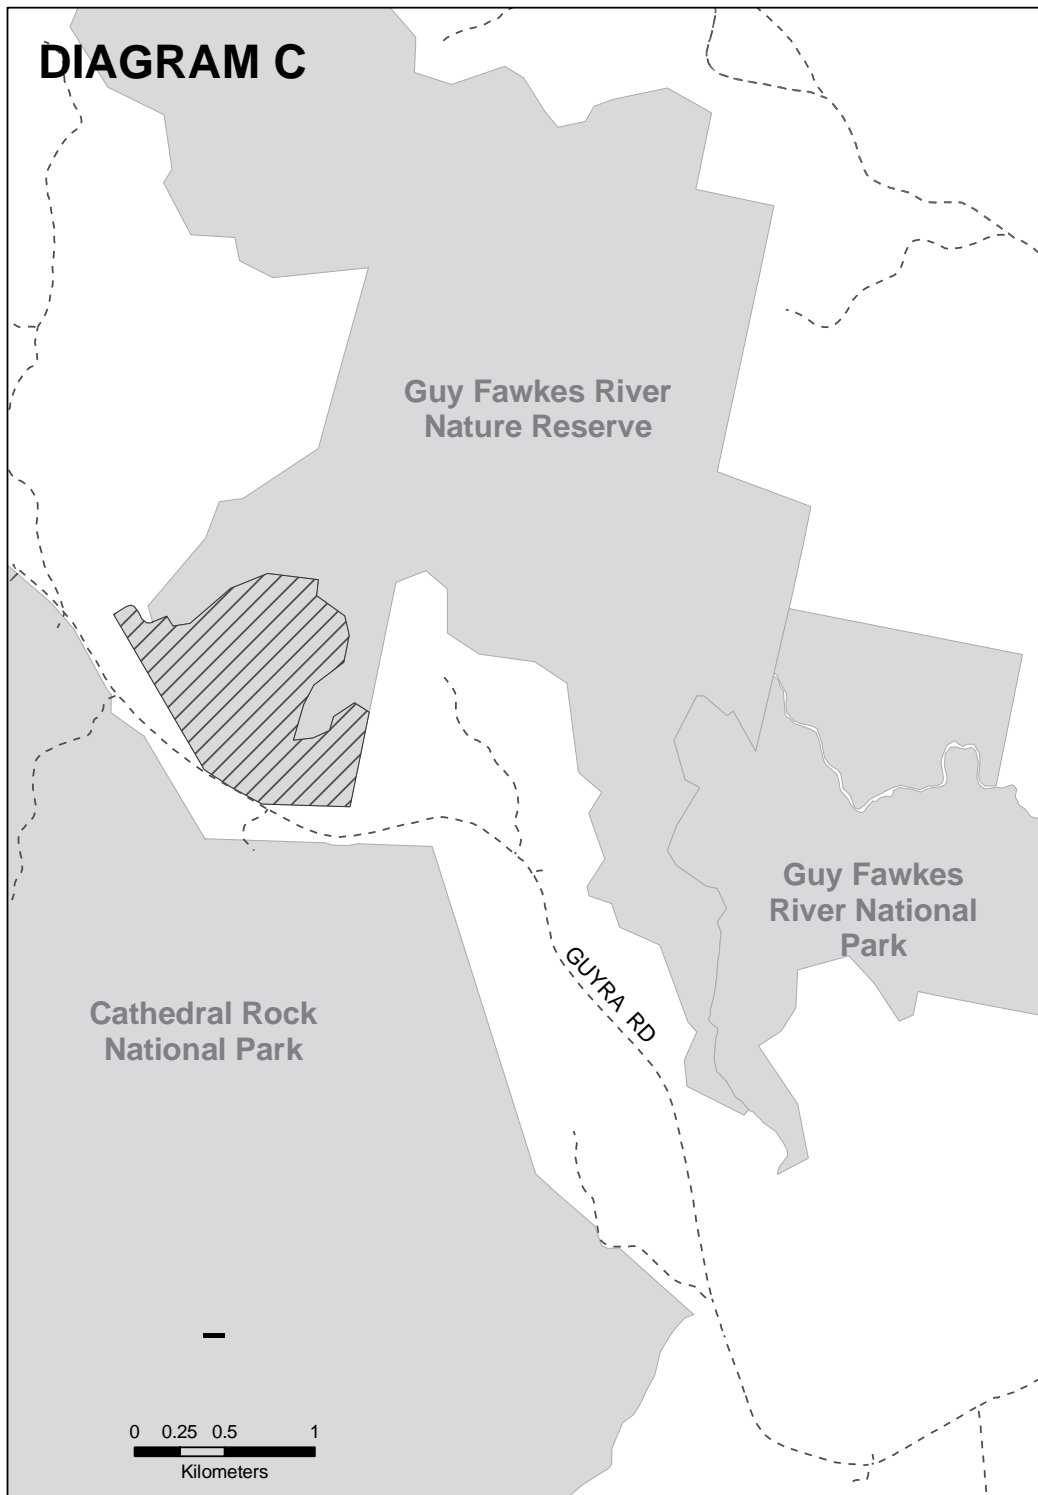 DIAGRAM C
Guy Fawkes River
Nature Reserve
Guy Fawkes
River National
Park
GUYRA RD
Cathedral Rock
National Park
0 0.25 0.5 1
Kilometers